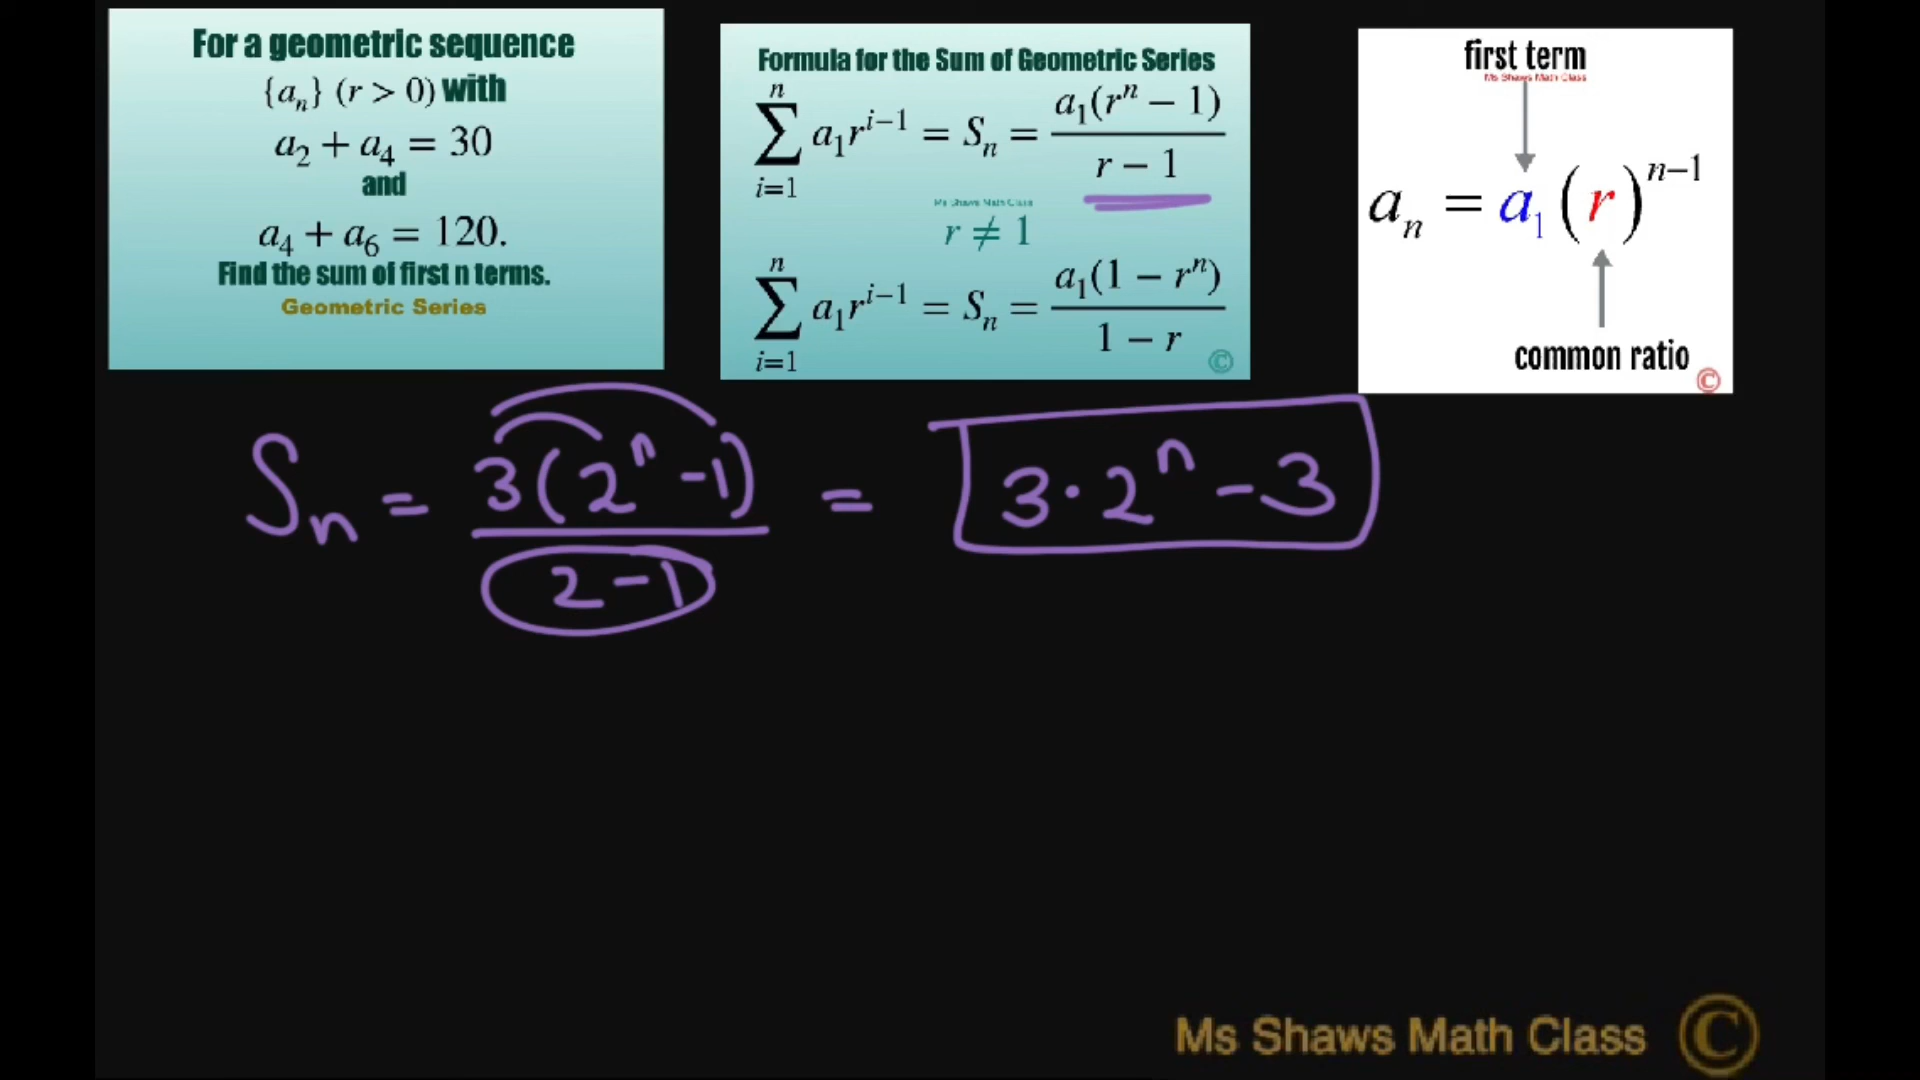 For a geometric sequence
{aₙ} (r > 0) with
a₂ + a₄ = 30
and
a₄ + a₆ = 120.
Find the sum of first n terms.
Geometric Series
Formula for the Sum of Geometric Series
∑ⁿᵢ₌₁ a₁rⁱ⁻¹ = Sₙ = a₁(rⁿ − 1) / (r − 1)
Ms Shaws Math Class
r ≠ 1
∑ⁿᵢ₌₁ a₁rⁱ⁻¹ = Sₙ = a₁(1 − rⁿ) / (1 − r)
©
first term
Ms Shaws Math Class
aₙ = a₁(r)ⁿ⁻¹
common ratio
©
Sₙ = 3(2ⁿ − 1) / (2 − 1) = 3 · 2ⁿ − 3
Ms Shaws Math Class ©